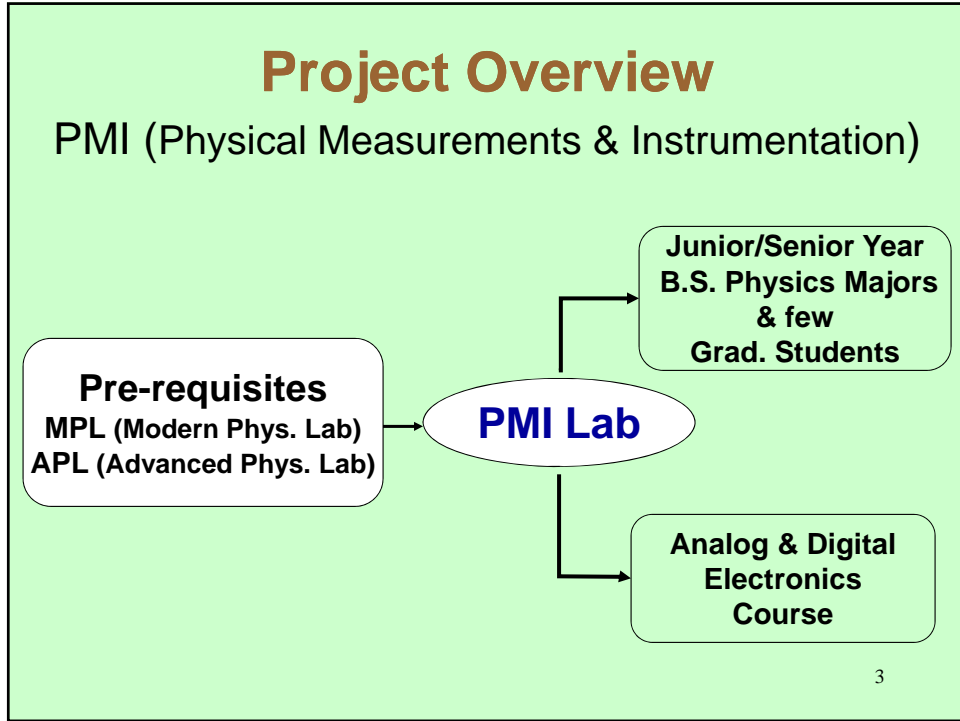 Project Overview
PMI (Physical Measurements & Instrumentation)
Junior/Senior Year
B.S. Physics Majors
& few
Grad. Students
Pre-requisites
MPL (Modern Phys. Lab)
APL (Advanced Phys. Lab)
PMI Lab
Analog & Digital
Electronics
Course
3